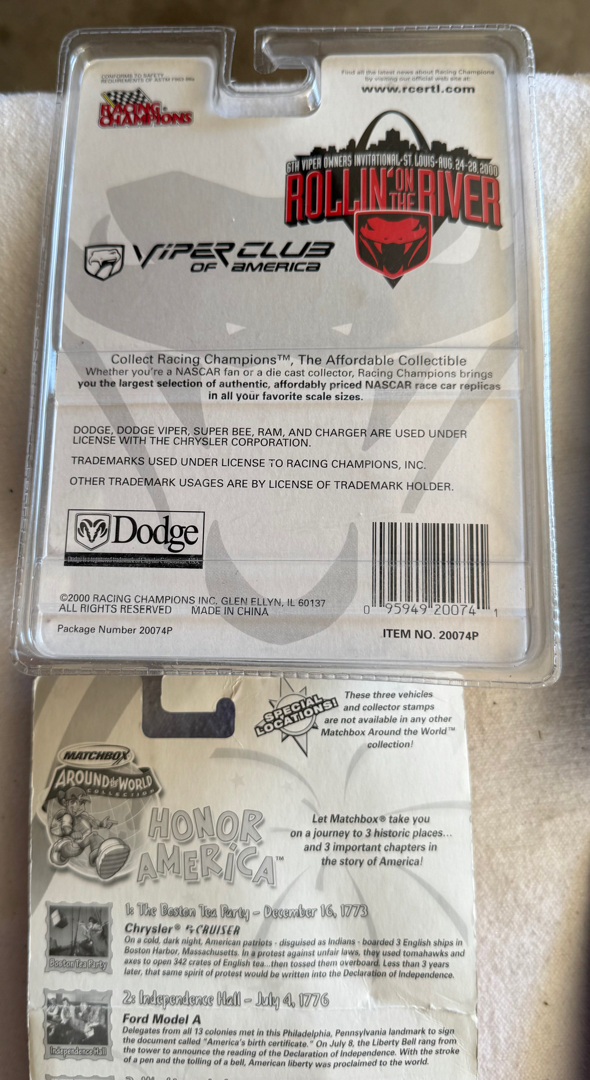 CONFORMS TO SAFETY
REQUIREMENTS OF ASTM F963
RACING
CHAMPIONS
Find all the latest news about Racing Champions
by visiting our official web site at:
www.rcertl.com
6TH VIPER OWNERS INVITATIONAL-ST. LOUIS-AUG. 24-28, 2000
ROLLIN' ON THE RIVER
VIPER CLUB
OF AMERICA
Collect Racing Champions™, The Affordable Collectible
Whether you're a NASCAR fan or a die cast collector, Racing Champions brings
you the largest selection of authentic, affordably priced NASCAR race car replicas
in all your favorite scale sizes.
DODGE, DODGE VIPER, SUPER BEE, RAM, AND CHARGER ARE USED UNDER
LICENSE WITH THE CHRYSLER CORPORATION.
TRADEMARKS USED UNDER LICENSE TO RACING CHAMPIONS, INC.
OTHER TRADEMARK USAGES ARE BY LICENSE OF TRADEMARK HOLDER.
Dodge
©2000 RACING CHAMPIONS INC. GLEN ELLYN, IL 60137
ALL RIGHTS RESERVED MADE IN CHINA
0 95949 20074 1
Package Number 20074P
ITEM NO. 20074P
SPECIAL
LOCATIONS!
These three vehicles
and collector stamps
are not available in any other
Matchbox Around the World™
collection!
MATCHBOX
AROUND the WORLD
COLLECTION
HONOR
AMERICA™
Let Matchbox® take you
on a journey to 3 historic places...
and 3 important chapters in
the story of America!
1: The Boston Tea Party – December 16, 1773
Chrysler® PT CRUISER
On a cold, dark night, American patriots - disguised as Indians - boarded 3 English ships in
Boston Harbor, Massachusetts. In a protest against unfair laws, they used tomahawks and
axes to open 342 crates of English tea...then tossed them overboard. Less than 3 years
later, that same spirit of protest would be written into the Declaration of Independence.
Boston Tea Party
2: Independence Hall – July 4, 1776
Ford Model A
Delegates from all 13 colonies met in this Philadelphia, Pennsylvania landmark to sign
the document called "America's birth certificate." On July 8, the Liberty Bell rang from
the tower to announce the reading of the Declaration of Independence. With the stroke
of a pen and the tolling of a bell, American liberty was proclaimed to the world.
Independence Hall